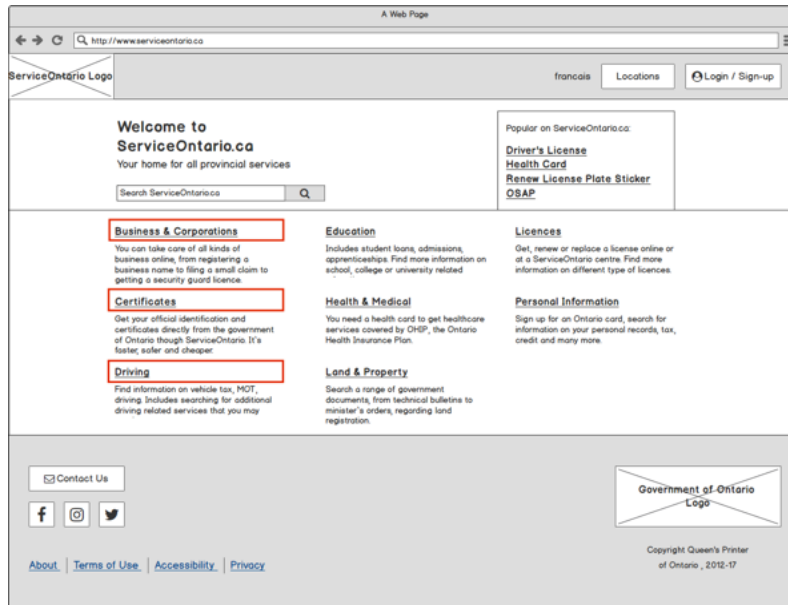 A Web Page
http://www.serviceontario.ca
ServiceOntario Logo
francais
Locations
Login / Sign-up
Welcome to
ServiceOntario.ca
Your home for all provincial services
Search ServiceOntario.ca
Popular on ServiceOntario.ca:
Driver's License
Health Card
Renew License Plate Sticker
OSAP
Business & Corporations
You can take care of all kinds of
business online, from registering a
business name to filing a small claim to
getting a security guard licence.
Education
Includes student loans, admissions,
apprenticeships. Find more information on
school, college or university related
Licences
Get, renew or replace a license online or
at a ServiceOntario centre. Find more
information on different type of licences.
Certificates
Get your official identification and
certificates directly from the government
of Ontario though ServiceOntario. It's
faster, safer and cheaper.
Health & Medical
You need a health card to get healthcare
services covered by OHIP, the Ontario
Health Insurance Plan.
Personal Information
Sign up for an Ontario card, search for
information on your personal records, tax,
credit and many more.
Driving
Find information on vehicle tax, MOT,
driving. Includes searching for additional
driving related services that you may
Land & Property
Search a range of government
documents, from technical bulletins to
minister's orders, regarding land
registration.
Contact Us
Government of Ontario
Logo
About
Terms of Use
Accessibility
Privacy
Copyright Queen's Printer
of Ontario , 2012-17